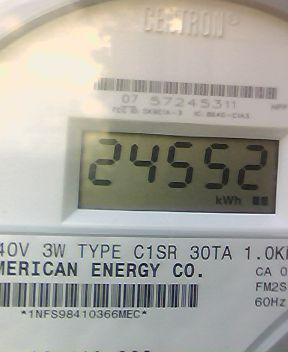 CENTRON®
07 57245311
24552
kWh
40V 3W TYPE C1SR 30TA 1.0K
MERICAN ENERGY CO.
CA 0
FM2S
60Hz
*1NFS98410366MEC*